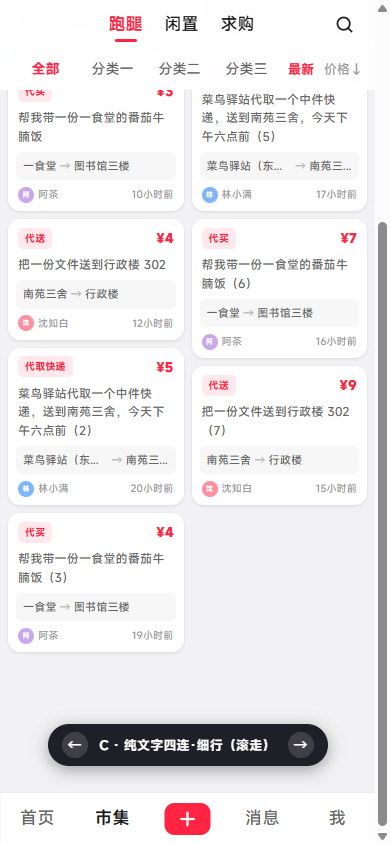 跑腿 闲置 求购
全部 分类一 分类二 分类三 最新 价格↓
代买 ¥3
帮我带一份一食堂的番茄牛
腩饭
一食堂 → 图书馆三楼
阿 阿茶 10小时前
代送 ¥4
把一份文件送到行政楼 302
南苑三舍 → 行政楼
沈 沈知白 12小时前
代取快递 ¥5
菜鸟驿站代取一个中件快
递，送到南苑三舍，今天下
午六点前（2）
菜鸟驿站（东... → 南苑三...
林 林小满 20小时前
代买 ¥4
帮我带一份一食堂的番茄牛
腩饭（3）
一食堂 → 图书馆三楼
阿 阿茶 19小时前
菜鸟驿站代取一个中件快
递，送到南苑三舍，今天下
午六点前（5）
菜鸟驿站（东... → 南苑三...
林 林小满 17小时前
代买 ¥7
帮我带一份一食堂的番茄牛
腩饭（6）
一食堂 → 图书馆三楼
阿 阿茶 16小时前
代送 ¥9
把一份文件送到行政楼 302
（7）
南苑三舍 → 行政楼
沈 沈知白 15小时前
← C · 纯文字四连·细行（滚走） →
首页 市集 + 消息 我